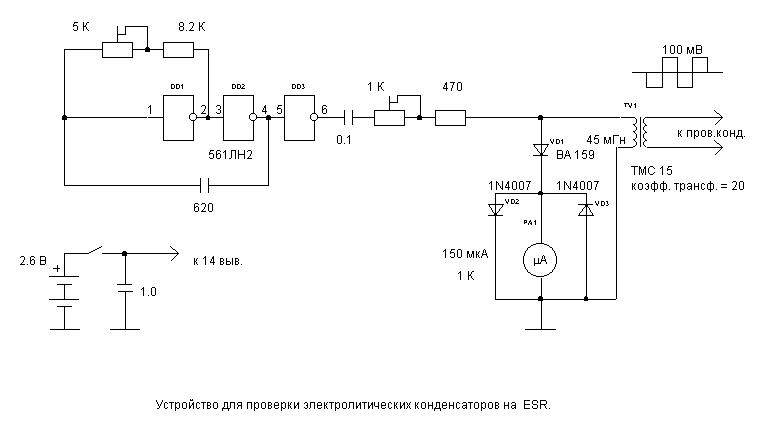 5 К
8.2 К
100 мВ
DD1
DD2
DD3
1 К
470
TV1
1
2
3
4
5
6
0.1
561ЛН2
VD1
BA 159
45 мГн
к пров.конд.
ТМС 15
коэфф. трансф. = 20
620
1N4007
1N4007
VD2
VD3
PA1
150 мкА
1 К
μA
2.6 В
+
к 14 выв.
1.0
Устройство для проверки электролитических конденсаторов на ESR.